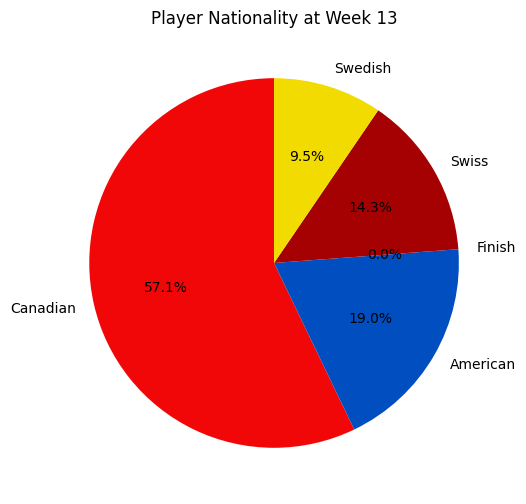 Player Nationality at Week 13
Swedish
9.5%
Swiss
14.3%
Finish
0.0%
57.1%
Canadian
19.0%
American